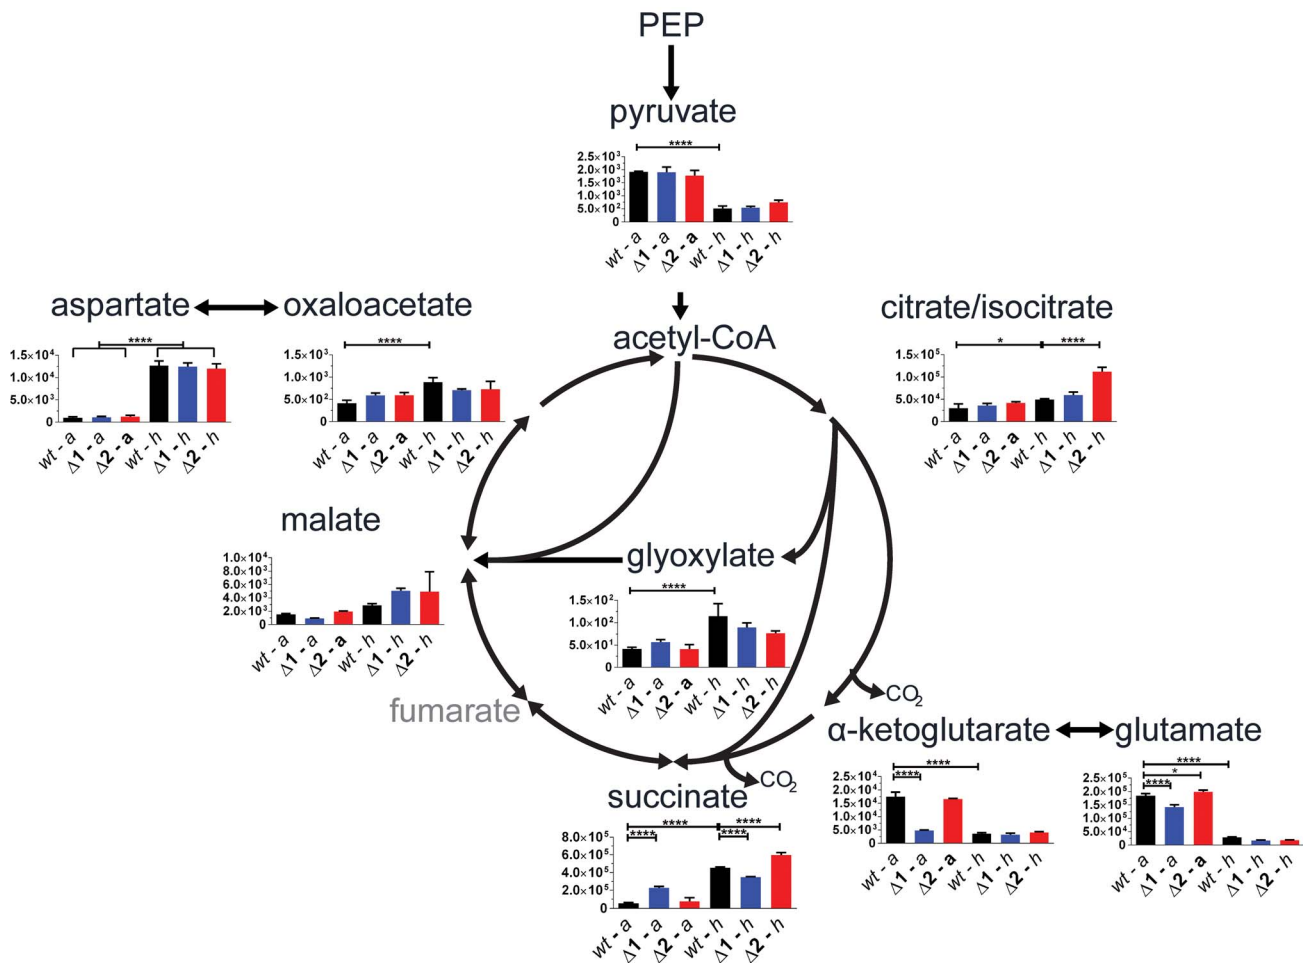 PEP
pyruvate
****
2.5×10³
2.0×10³
1.5×10³
1.0×10³
5.0×10²
0
wt - a
Δ1 - a
Δ2 - a
wt - h
Δ1 - h
Δ2 - h
aspartate
****
1.5×10⁴
1.0×10⁴
5.0×10³
0
wt - a
Δ1 - a
Δ2 - a
wt - h
Δ1 - h
Δ2 - h
oxaloacetate
****
1.5×10³
1.0×10³
5.0×10²
0
wt - a
Δ1 - a
Δ2 - a
wt - h
Δ1 - h
Δ2 - h
acetyl-CoA
citrate/isocitrate
* ****
1.5×10⁵
1.0×10⁵
5.0×10⁴
0
wt - a
Δ1 - a
Δ2 - a
wt - h
Δ1 - h
Δ2 - h
malate
1.0×10⁴
8.0×10³
6.0×10³
4.0×10³
2.0×10³
0
wt - a
Δ1 - a
Δ2 - a
wt - h
Δ1 - h
Δ2 - h
glyoxylate
****
1.5×10²
1.0×10²
5.0×10¹
0
wt - a
Δ1 - a
Δ2 - a
wt - h
Δ1 - h
Δ2 - h
fumarate
CO₂
CO₂
succinate
**** ****
**** ****
8.0×10⁵
6.0×10⁵
4.0×10⁵
2.0×10⁵
0
wt - a
Δ1 - a
Δ2 - a
wt - h
Δ1 - h
Δ2 - h
α-ketoglutarate
****
****
2.5×10⁴
2.0×10⁴
1.5×10⁴
1.0×10⁴
5.0×10³
0
wt - a
Δ1 - a
Δ2 - a
wt - h
Δ1 - h
Δ2 - h
glutamate
****
*
****
2.5×10⁵
2.0×10⁵
1.5×10⁵
1.0×10⁵
5.0×10⁴
0
wt - a
Δ1 - a
Δ2 - a
wt - h
Δ1 - h
Δ2 - h